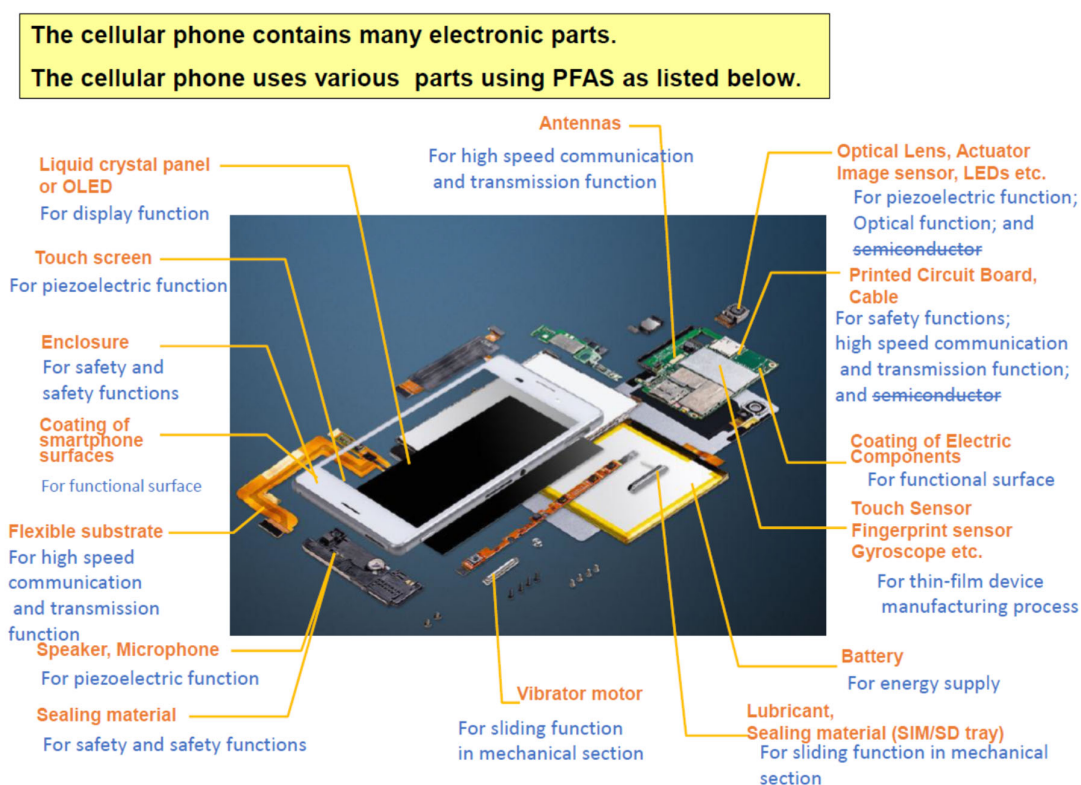 The cellular phone contains many electronic parts.
The cellular phone uses various parts using PFAS as listed below.
Antennas
For high speed communication
and transmission function
Liquid crystal panel
or OLED
For display function
Touch screen
For piezoelectric function
Enclosure
For safety and
safety functions
Coating of
smartphone
surfaces
For functional surface
Flexible substrate
For high speed
communication
and transmission
function
Speaker, Microphone
For piezoelectric function
Sealing material
For safety and safety functions
Vibrator motor
For sliding function
in mechanical section
Optical Lens, Actuator
Image sensor, LEDs etc.
For piezoelectric function;
Optical function; and
semiconductor
Printed Circuit Board,
Cable
For safety functions;
high speed communication
and transmission function;
and semiconductor
Coating of Electric
Components
For functional surface
Touch Sensor
Fingerprint sensor
Gyroscope etc.
For thin-film device
manufacturing process
Battery
For energy supply
Lubricant,
Sealing material (SIM/SD tray)
For sliding function in mechanical
section